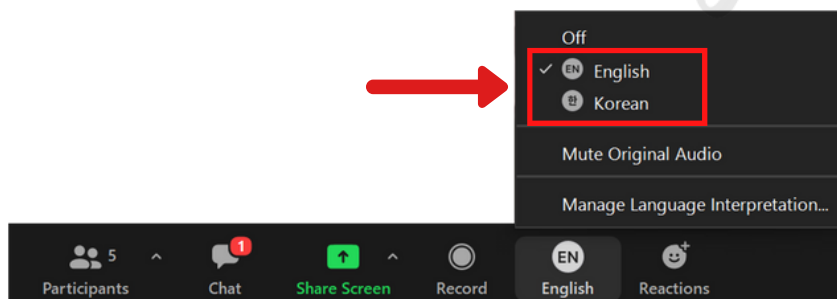 Off
EN English
한 Korean
Mute Original Audio
Manage Language Interpretation...
5 1 EN
Participants Chat Share Screen Record English Reactions